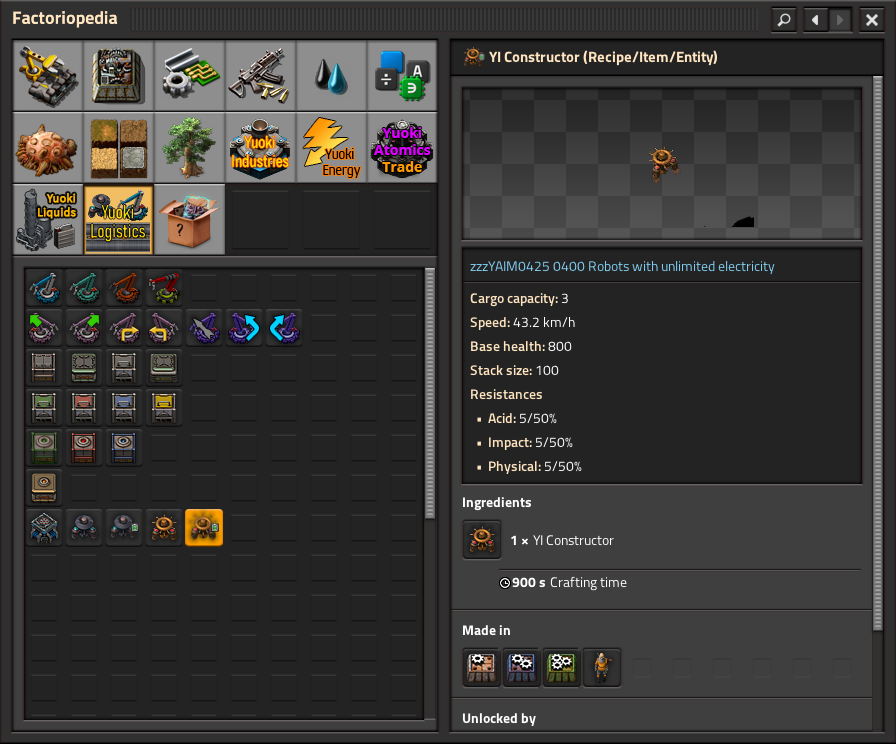 Factoriopedia
YI Constructor (Recipe/Item/Entity)
A
Yuoki
Industries
Yuoki
Energy
Yuoki
Atomics
Trade
Yuoki
Liquids
Yuoki
Logistics
?
zzzYAIM0425 0400 Robots with unlimited electricity
Cargo capacity: 3
Speed: 43.2 km/h
Base health: 800
Stack size: 100
Resistances
▪ Acid: 5/50%
▪ Impact: 5/50%
▪ Physical: 5/50%
Ingredients
1 × YI Constructor
900 s Crafting time
Made in
Unlocked by